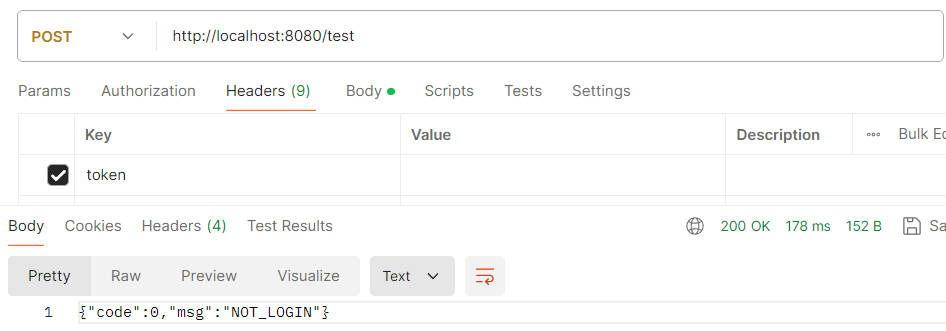 POST http://localhost:8080/test
Params Authorization Headers (9) Body Scripts Tests Settings
Key Value Description Bulk Ed
token
Body Cookies Headers (4) Test Results 200 OK 178 ms 152 B Sa
Pretty Raw Preview Visualize Text
1 {"code":0,"msg":"NOT_LOGIN"}